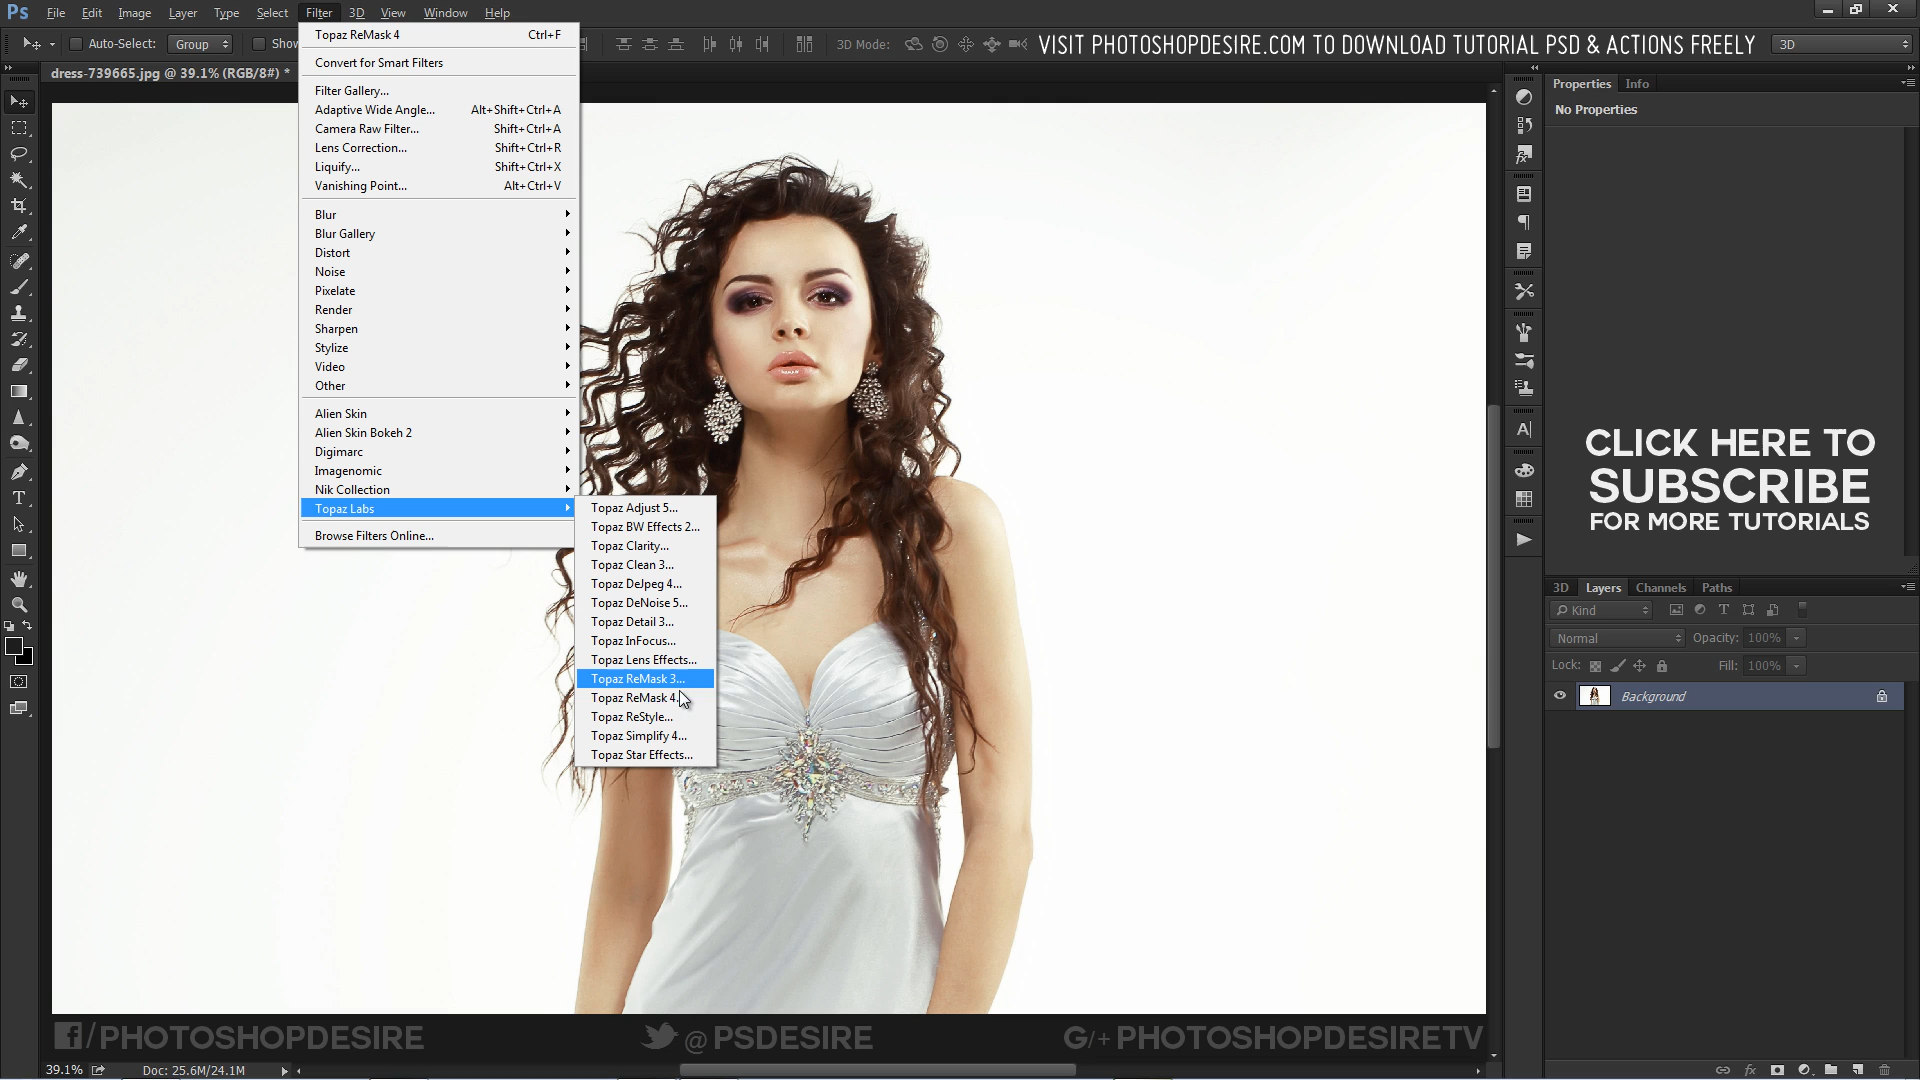 Ps File Edit Image Layer Type Select Filter 3D View Window Help
Auto-Select: Group Show 3D Mode: VISIT PHOTOSHOPDESIRE.COM TO DOWNLOAD TUTORIAL PSD & ACTIONS FREELY 3D
dress-739665.jpg @ 39.1% (RGB/8#) *
Topaz ReMask 4 Ctrl+F
Convert for Smart Filters
Filter Gallery...
Adaptive Wide Angle... Alt+Shift+Ctrl+A
Camera Raw Filter... Shift+Ctrl+A
Lens Correction... Shift+Ctrl+R
Liquify... Shift+Ctrl+X
Vanishing Point... Alt+Ctrl+V
Blur
Blur Gallery
Distort
Noise
Pixelate
Render
Sharpen
Stylize
Video
Other
Alien Skin
Alien Skin Bokeh 2
Digimarc
Imagenomic
Nik Collection
Topaz Labs
Browse Filters Online...
Topaz Adjust 5...
Topaz BW Effects 2...
Topaz Clarity...
Topaz Clean 3...
Topaz DeJpeg 4...
Topaz DeNoise 5...
Topaz Detail 3...
Topaz InFocus...
Topaz Lens Effects...
Topaz ReMask 3...
Topaz ReMask 4..
Topaz ReStyle...
Topaz Simplify 4...
Topaz Star Effects...
Properties Info
No Properties
CLICK HERE TO
SUBSCRIBE
FOR MORE TUTORIALS
3D Layers Channels Paths
Kind
Normal Opacity: 100%
Lock: Fill: 100%
Background
f/PHOTOSHOPDESIRE @PSDESIRE G/+PHOTOSHOPDESIRETV
39.1% Doc: 25.6M/24.1M